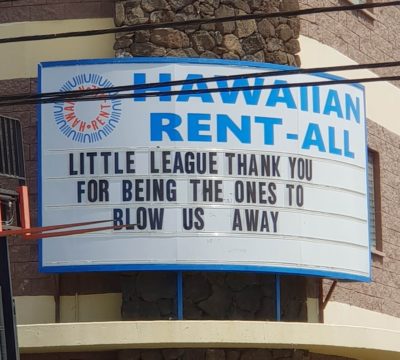 HAWAIIAN
RENT-ALL
LITTLE LEAGUE THANK YOU
FOR BEING THE ONES TO
BLOW US AWAY